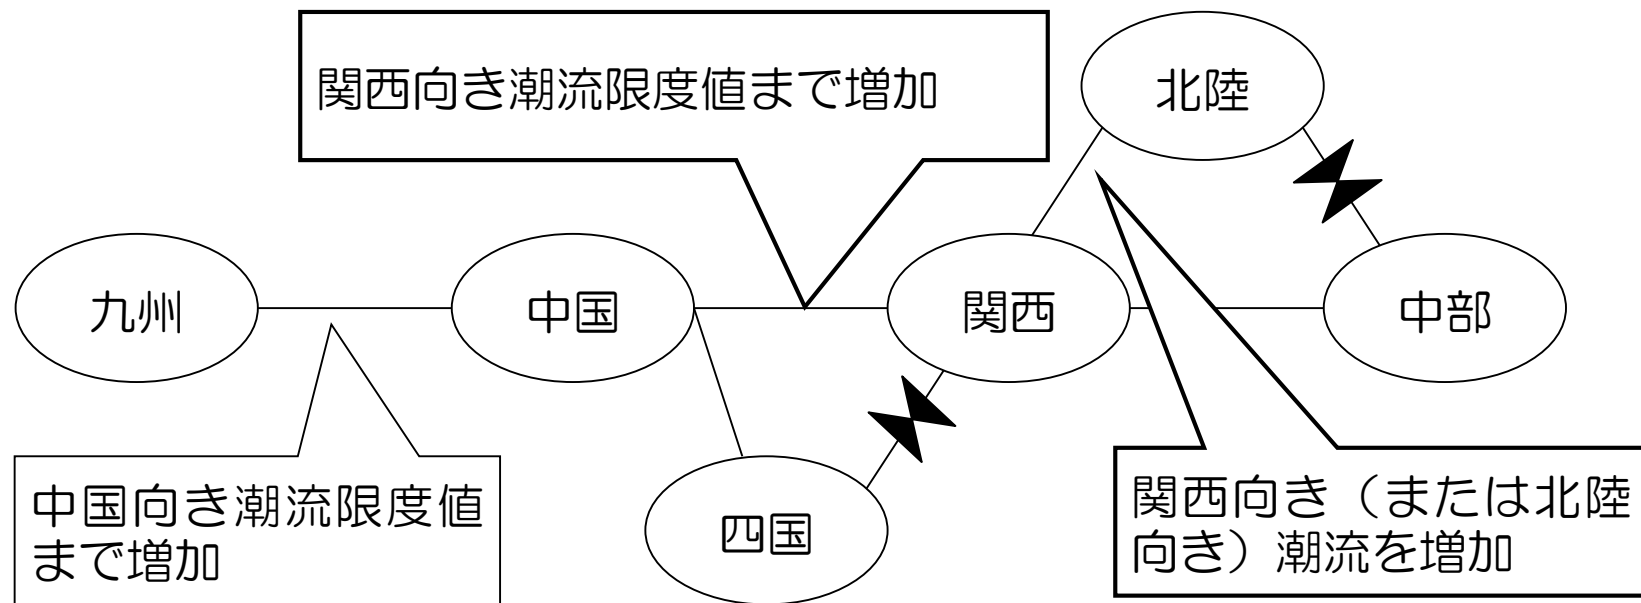 関西向き潮流限度値まで増加
北陸
九州
中国
関西
中部
中国向き潮流限度値
まで増加
四国
関西向き（または北陸
向き）潮流を増加